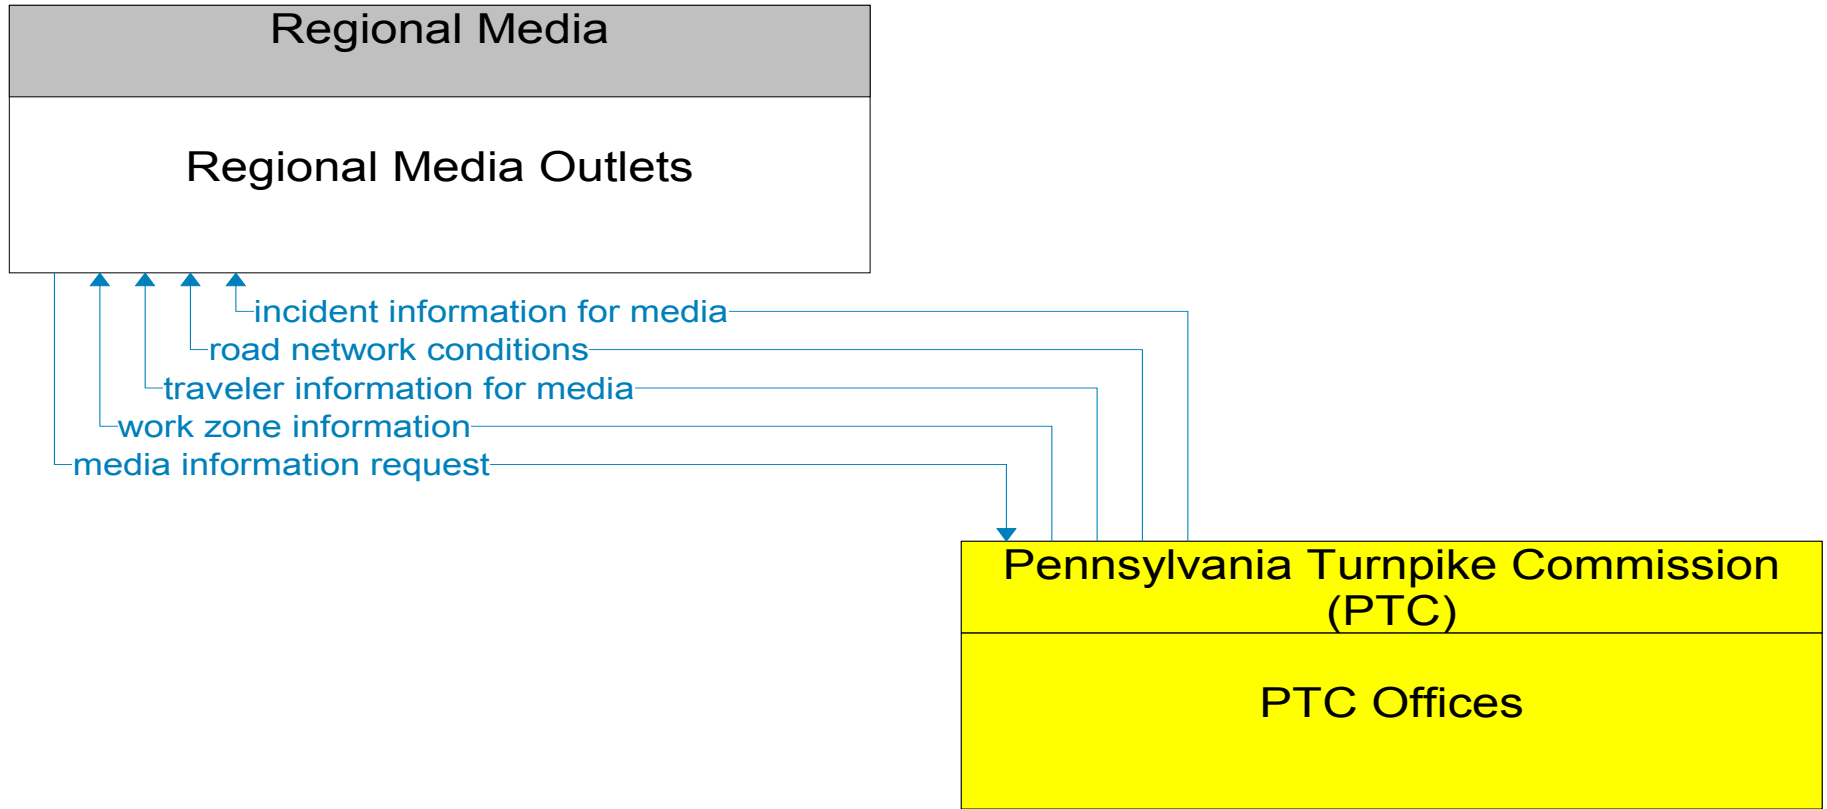 Regional Media
Regional Media Outlets
incident information for media
road network conditions
traveler information for media
work zone information
media information request
Pennsylvania Turnpike Commission
(PTC)
PTC Offices